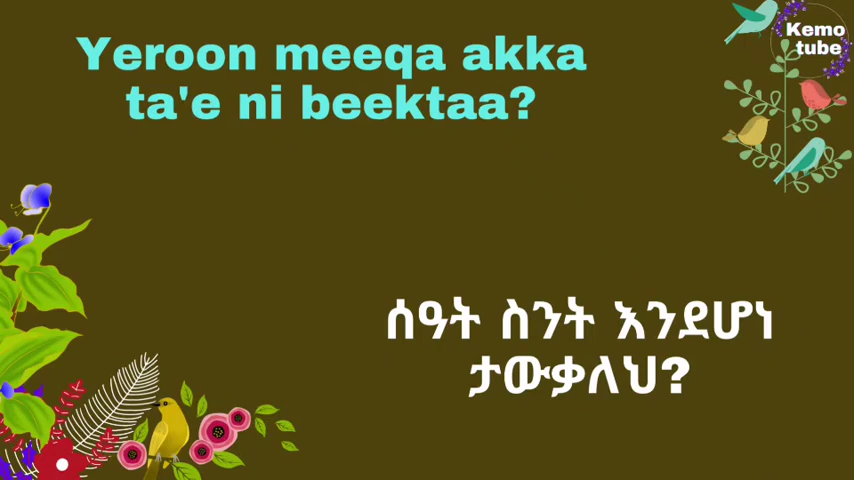 Yeroon meeqa akka
ta'e ni beektaa?
Kemo
tube
ሰዓት ስንት እንደሆነ
ታውቃለህ?